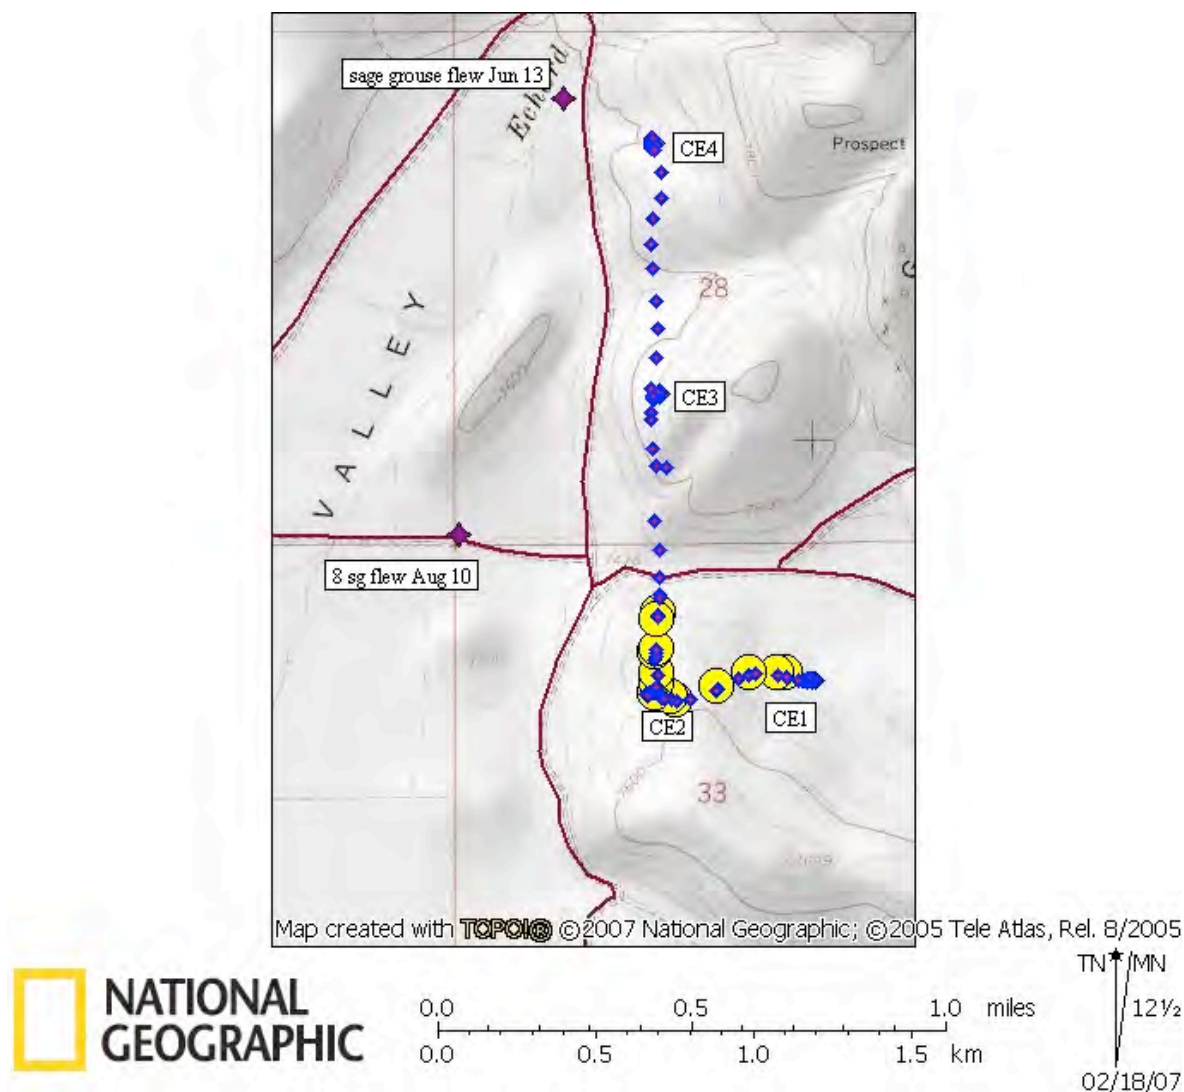 sage grouse flew Jun 13
CE4
Prospect
28
CE3
VALLEY
8 sg flew Aug 10
CE2
CE1
33
Map created with TOPO!® ©2007 National Geographic; ©2005 Tele Atlas, Rel. 8/2005
TN MN
12½
02/18/07
NATIONAL
GEOGRAPHIC
0.0 0.5 1.0 miles
0.0 0.5 1.0 1.5 km